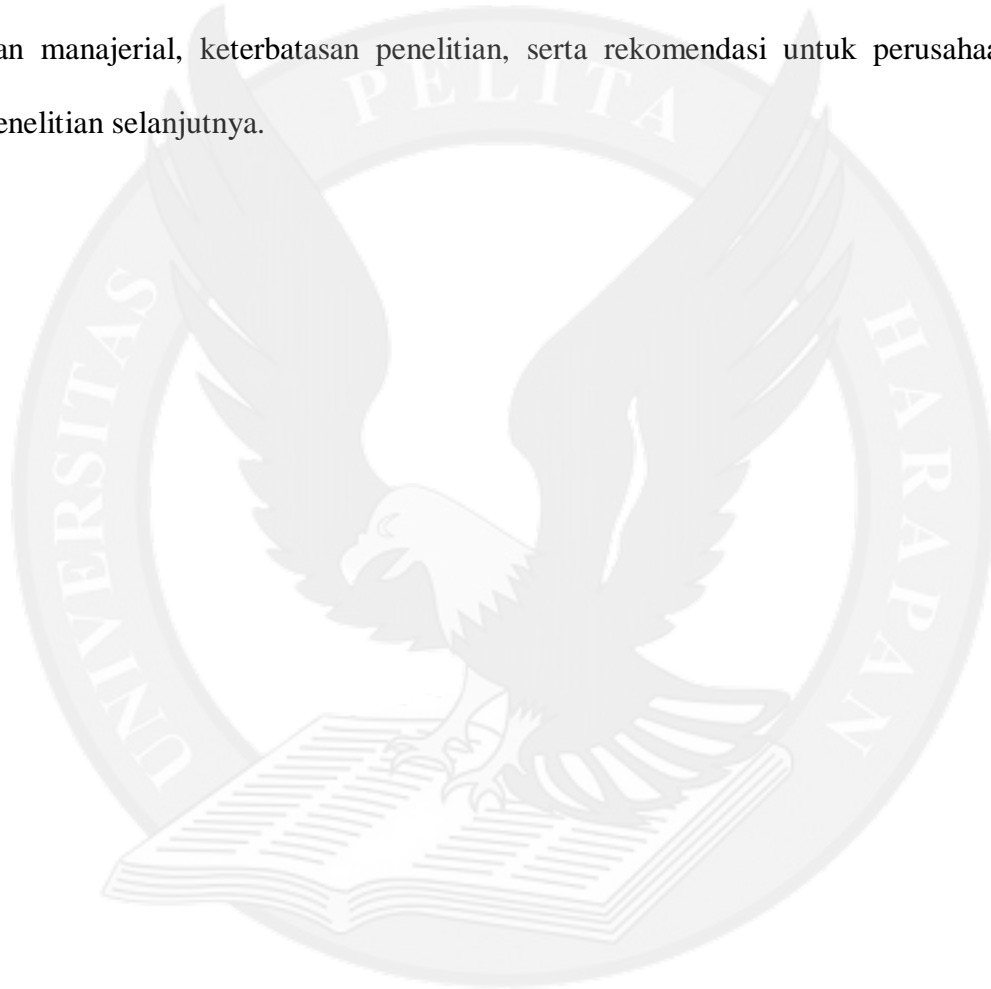 an manajerial, keterbatasan penelitian, serta rekomendasi untuk perusahaa
enelitian selanjutnya.
UNIVERSITAS PELITA HARAPAN